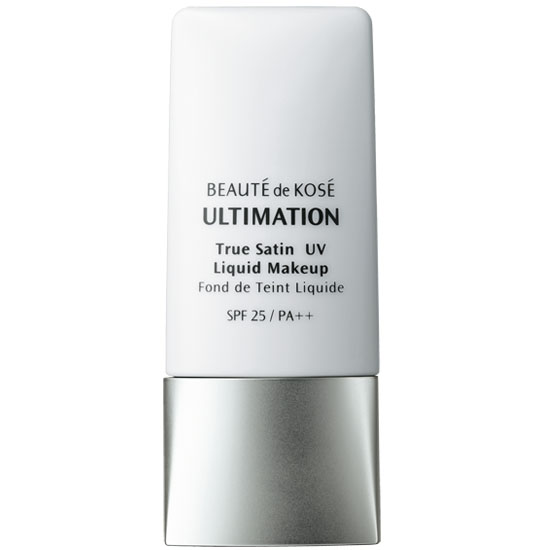 BEAUTÉ de KOSÉ
ULTIMATION
True Satin UV
Liquid Makeup
Fond de Teint Liquide
SPF 25 / PA++